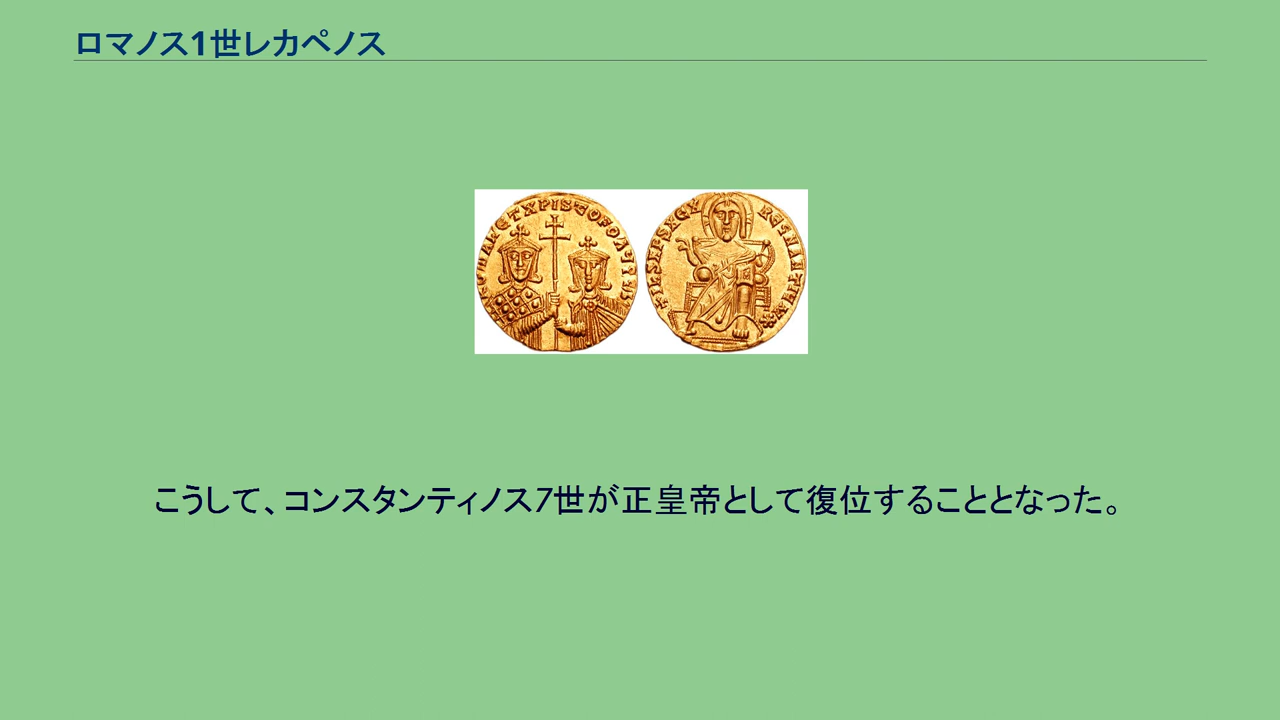 ロマノス1世レカペノス
こうして、コンスタンティノス7世が正皇帝として復位することとなった。